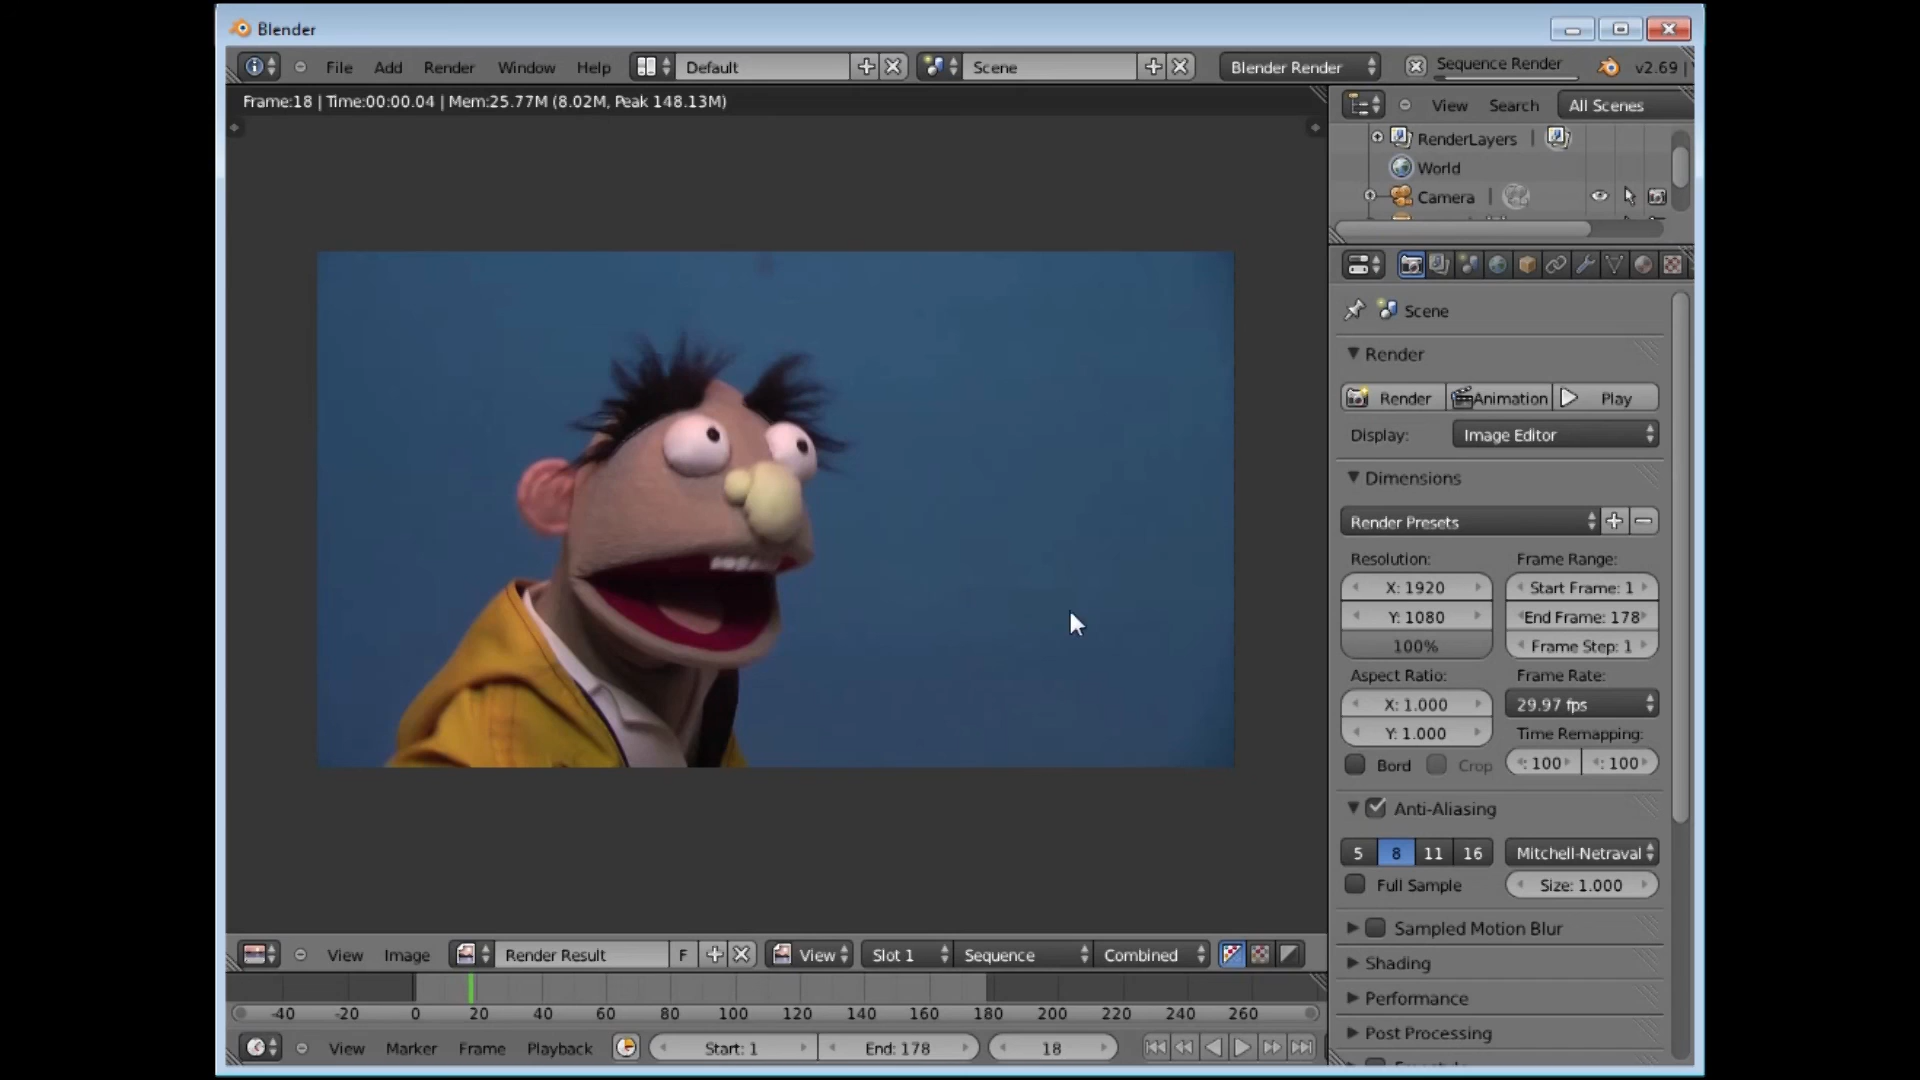 Blender
File Add Render Window Help Default Scene Blender Render Sequence Render v2.69
Frame:18 | Time:00:00.04 | Mem:25.77M (8.02M, Peak 148.13M)
View Search All Scenes
RenderLayers
World
Camera
Scene
Render
Render Animation Play
Display: Image Editor
Dimensions
Render Presets
Resolution: Frame Range:
X: 1920 Start Frame: 1
Y: 1080 End Frame: 178
100% Frame Step: 1
Aspect Ratio: Frame Rate:
X: 1.000 29.97 fps
Y: 1.000 Time Remapping:
Bord Crop : 100 : 100
Anti-Aliasing
5 8 11 16 Mitchell-Netraval
Full Sample Size: 1.000
Sampled Motion Blur
Shading
Performance
Post Processing
View Image Render Result F View Slot 1 Sequence Combined
-40 -20 0 20 40 60 80 100 120 140 160 180 200 220 240 260
View Marker Frame Playback Start: 1 End: 178 18